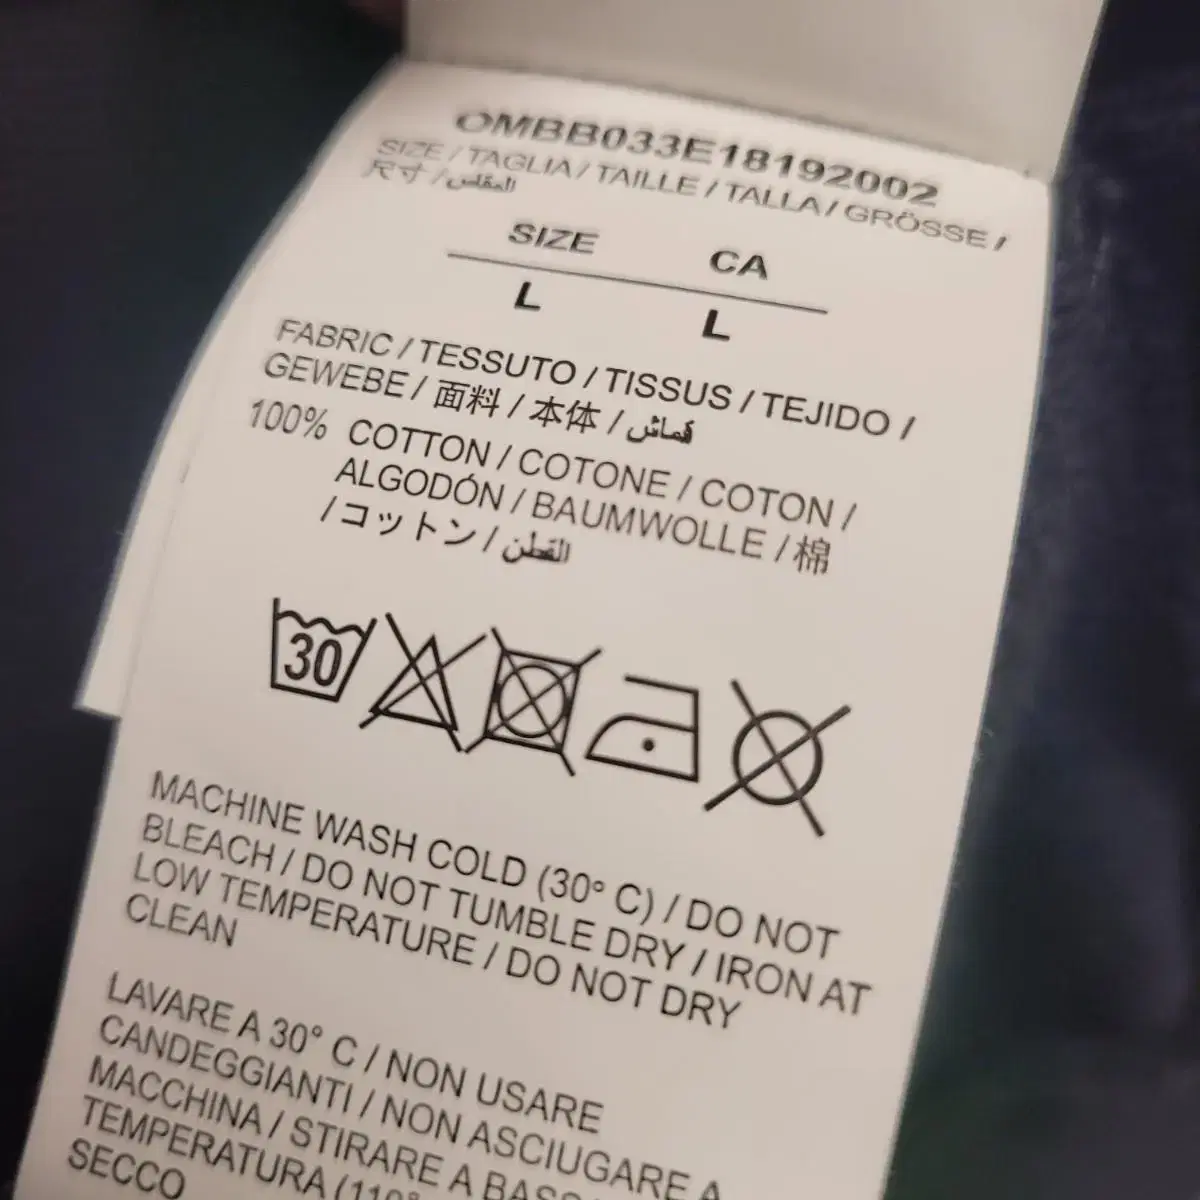 OMBB033E18192002
SIZE / TAGLIA / TAILLE / TALLA / GRÖSSE /
尺寸 / المقاس
SIZE CA
L L
FABRIC / TESSUTO / TISSUS / TEJIDO /
GEWEBE / 面料 / 本体 / قماش
100% COTTON / COTONE / COTON /
ALGODÓN / BAUMWOLLE / 棉
/ コットン / القطن
30
MACHINE WASH COLD (30° C) / DO NOT
BLEACH / DO NOT TUMBLE DRY / IRON AT
LOW TEMPERATURE / DO NOT DRY
CLEAN
LAVARE A 30° C / NON USARE
CANDEGGIANTI / NON ASCIUGARE A
MACCHINA / STIRARE A
TEMPERATURA (110°
SECCO